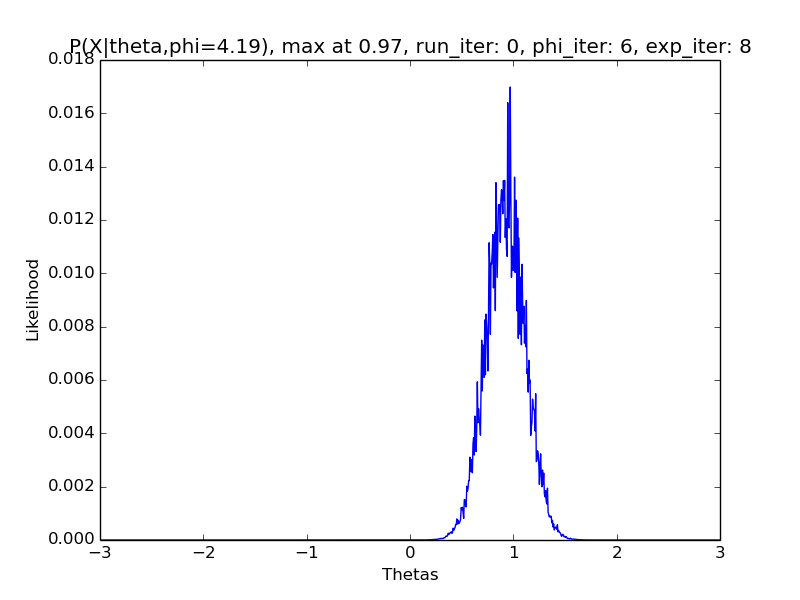 P(X|theta,phi=4.19), max at 0.97, run_iter: 0, phi_iter: 6, exp_iter: 8
0.018
0.016
0.014
0.012
0.010
0.008
0.006
0.004
0.002
0.000
Likelihood
−3 −2 −1 0 1 2 3
Thetas